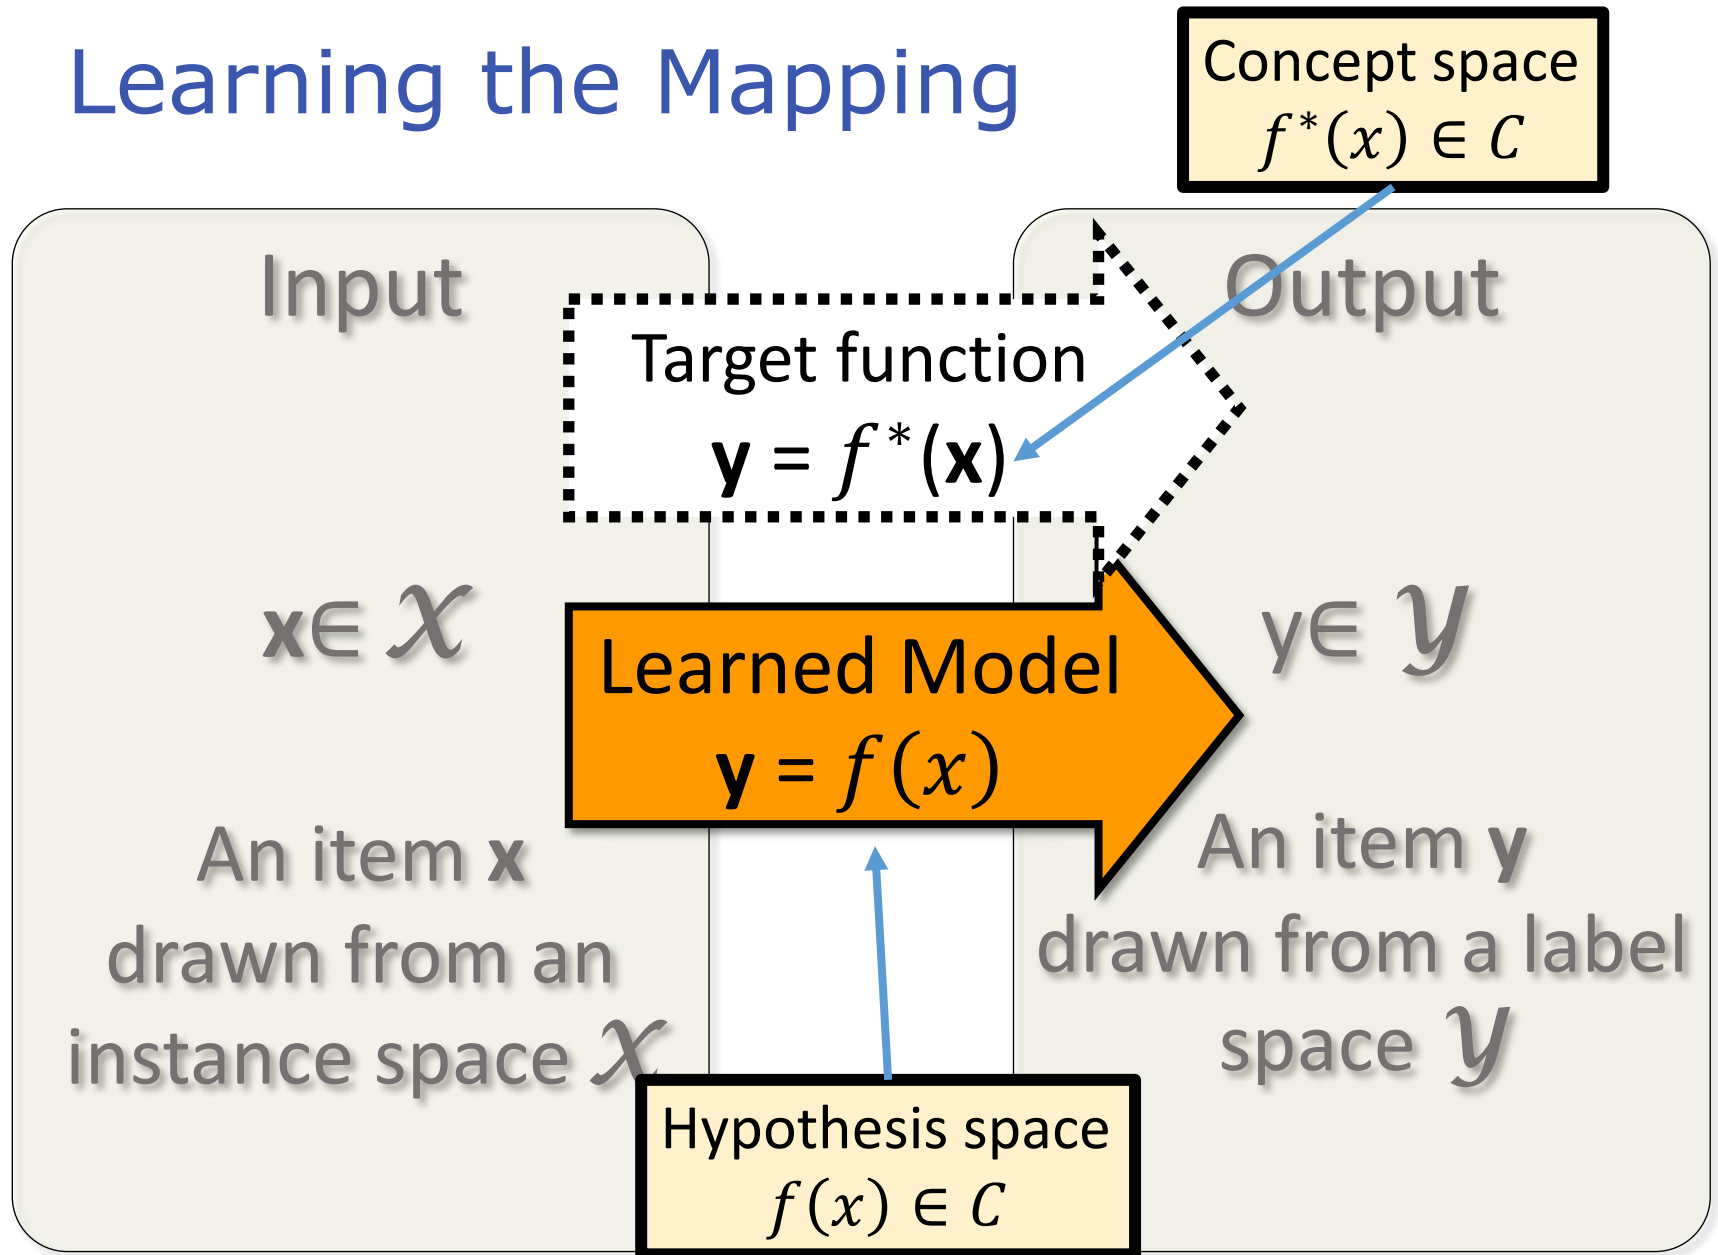 Learning the Mapping
Concept space
f*(x) ∈ C
Input
Output
Target function
y = f*(x)
x∈ 𝒳
y∈ 𝒴
Learned Model
y = f(x)
An item x
drawn from an
instance space 𝒳
An item y
drawn from a label
space 𝒴
Hypothesis space
f(x) ∈ C